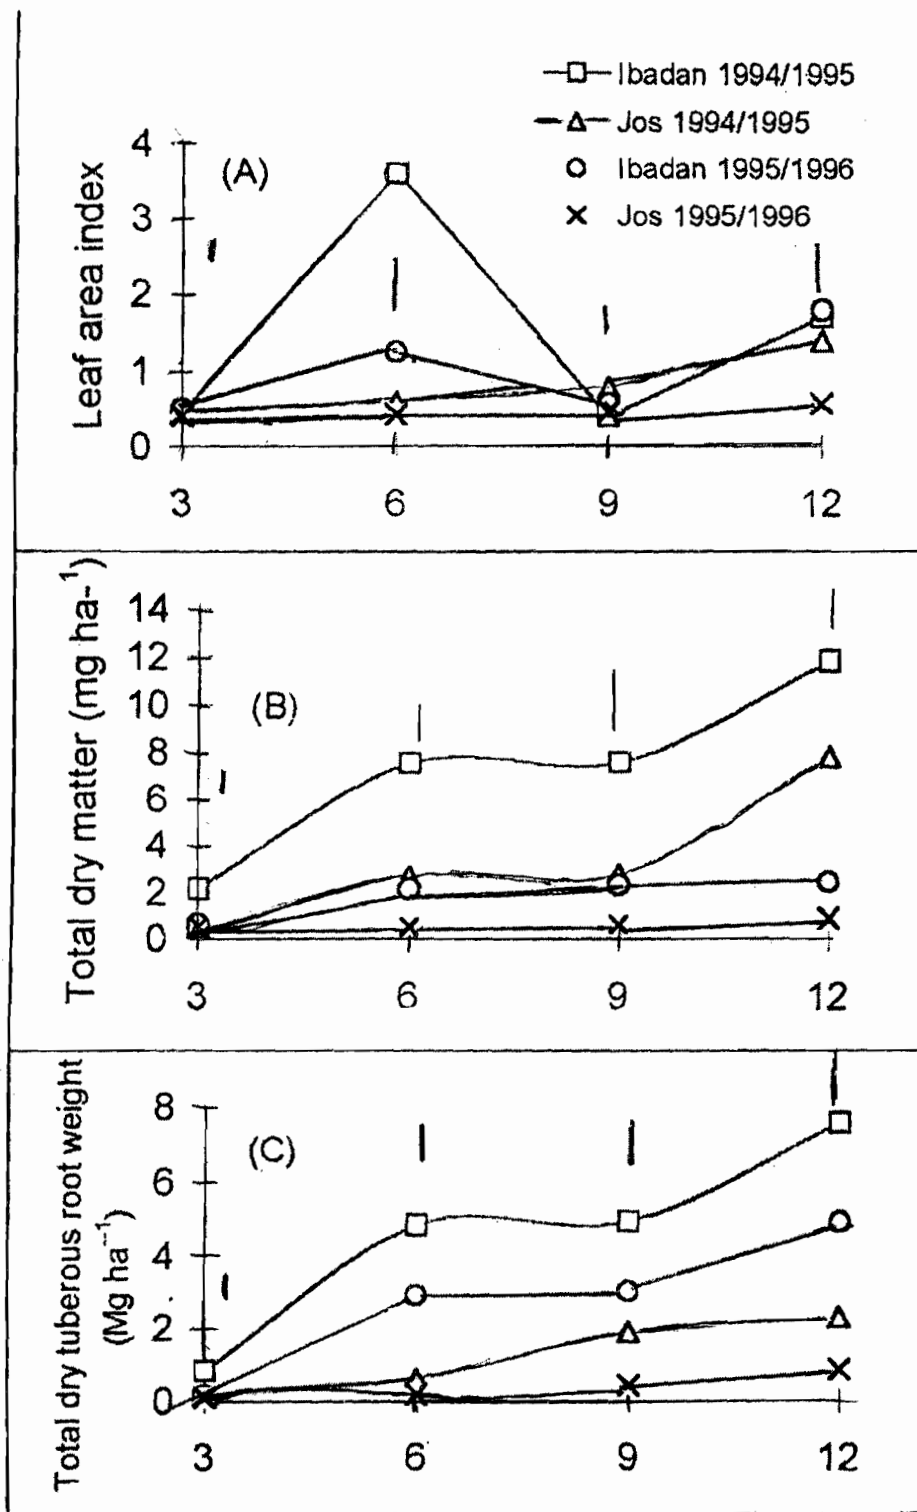 Ibadan 1994/1995
Jos 1994/1995
Ibadan 1995/1996
Jos 1995/1996
(A)
Leaf area index
4
3
2
1
0
3 6 9 12
Total dry matter (mg ha-¹)
(B)
14
12
10
8
6
4
2
0
3 6 9 12
Total dry tuberous root weight
(Mg ha⁻¹)
(C)
8
6
4
2
0
3 6 9 12